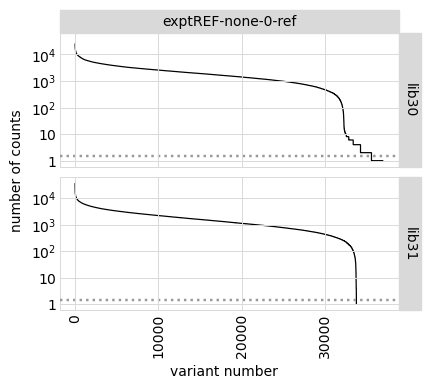 exptREF-none-0-ref
number of counts
10⁴
10³
10²
10
1
lib30
10⁴
10³
10²
10
1
lib31
0
10000
20000
30000
variant number